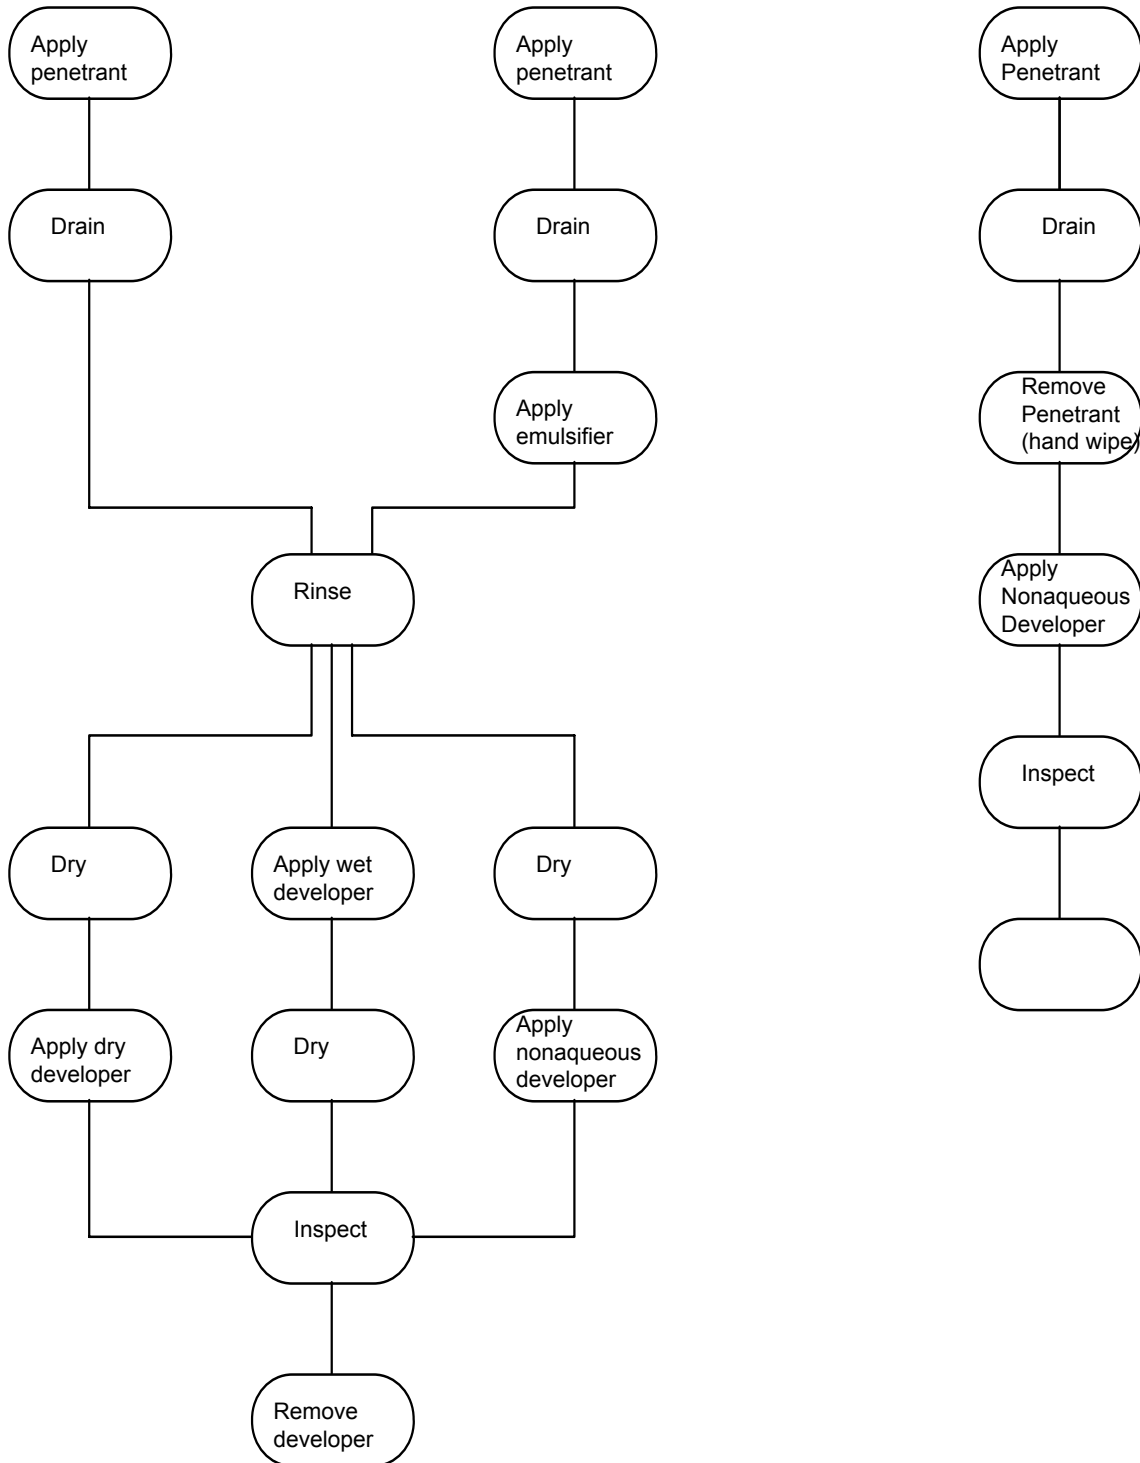 Apply
penetrant
Apply
penetrant
Apply
Penetrant
Drain
Drain
Drain
Apply
emulsifier
Remove
Penetrant
(hand wipe)
Rinse
Apply
Nonaqueous
Developer
Inspect
Dry
Apply wet
developer
Dry
Apply dry
developer
Dry
Apply
nonaqueous
developer
Inspect
Remove
developer